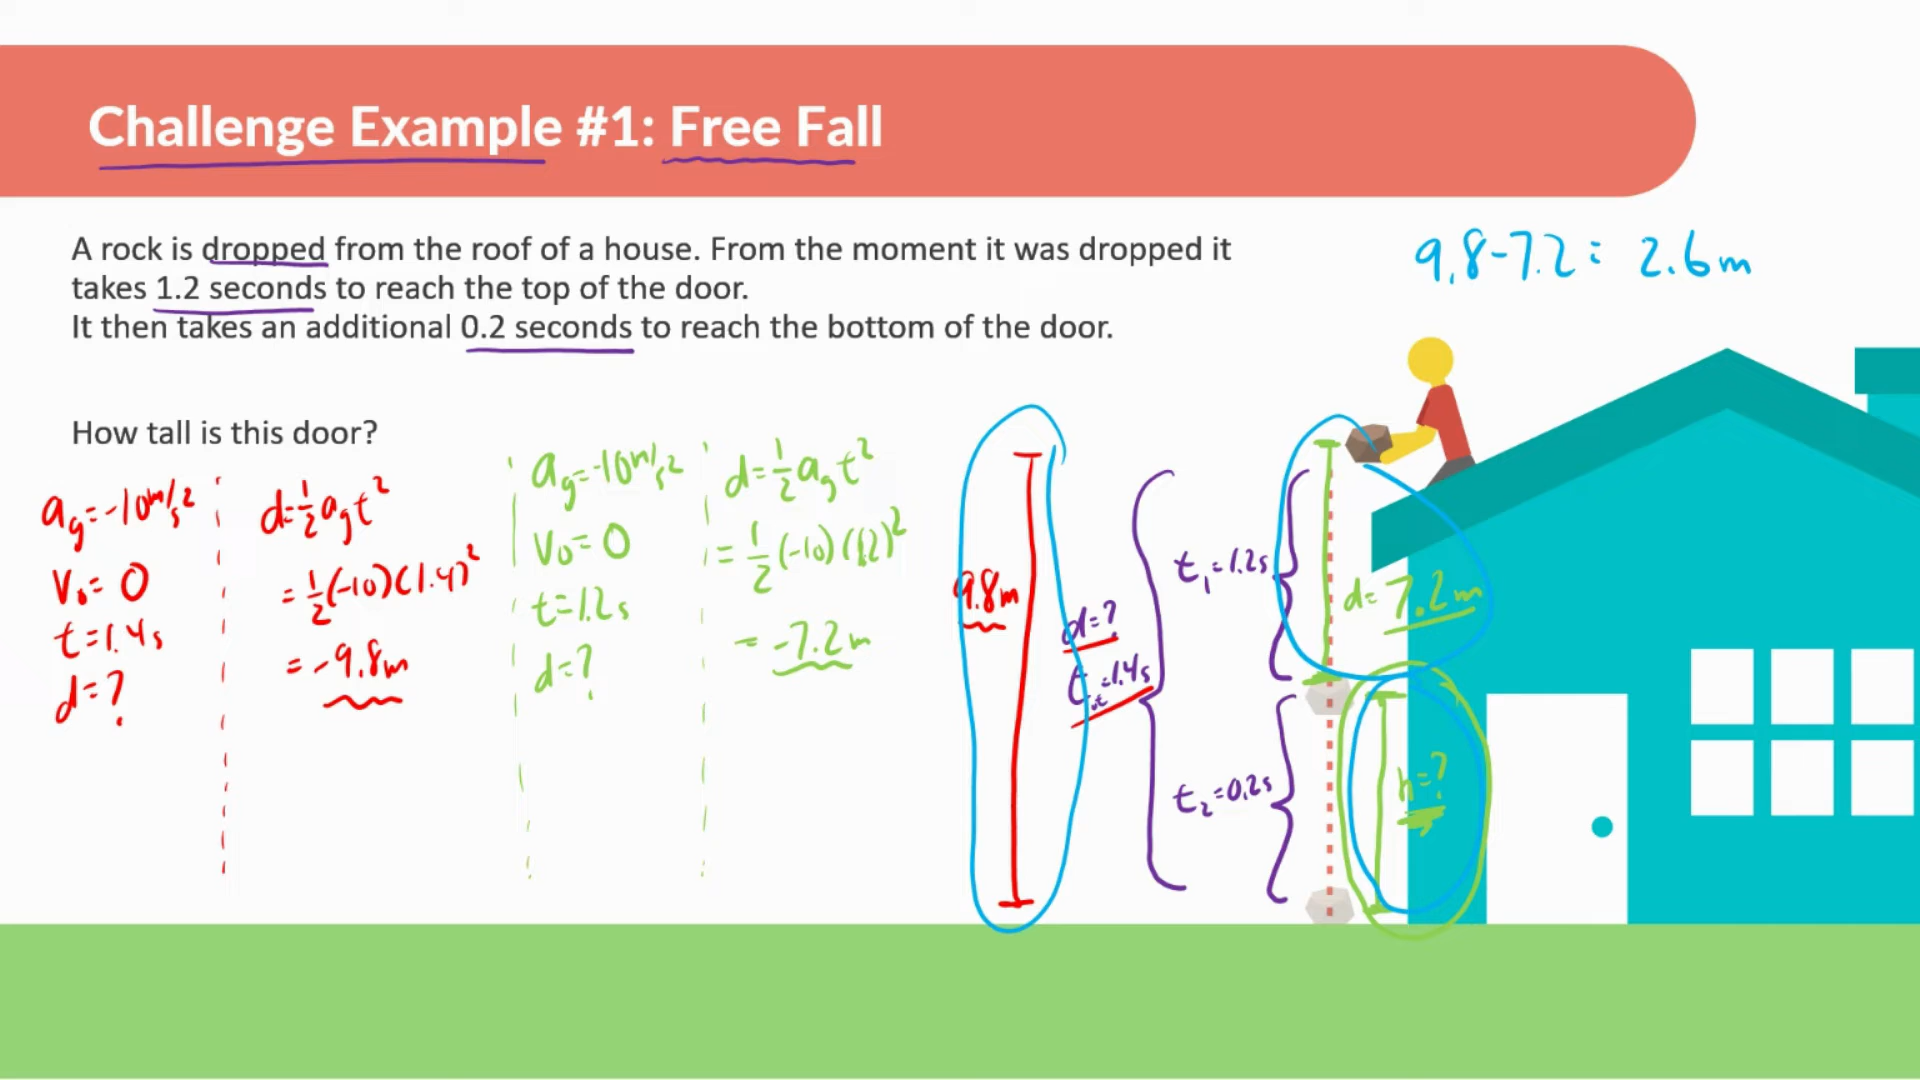 Challenge Example #1: Free Fall
A rock is dropped from the roof of a house. From the moment it was dropped it
takes 1.2 seconds to reach the top of the door.
It then takes an additional 0.2 seconds to reach the bottom of the door.
9.8-7.2= 2.6m
How tall is this door?
ag=-10m/s²
v₀=0
t=1.4s
d=?
d=½agt²
=½(-10)(1.4)²
=-9.8m
ag=-10m/s²
v₀=0
t=1.2s
d=?
d=½agt²
=½(-10)(1.2)²
=-7.2m
9.8m
d=?
t_t=1.4s
t₁=1.2s
t₂=0.2s
d=7.2m
h=?